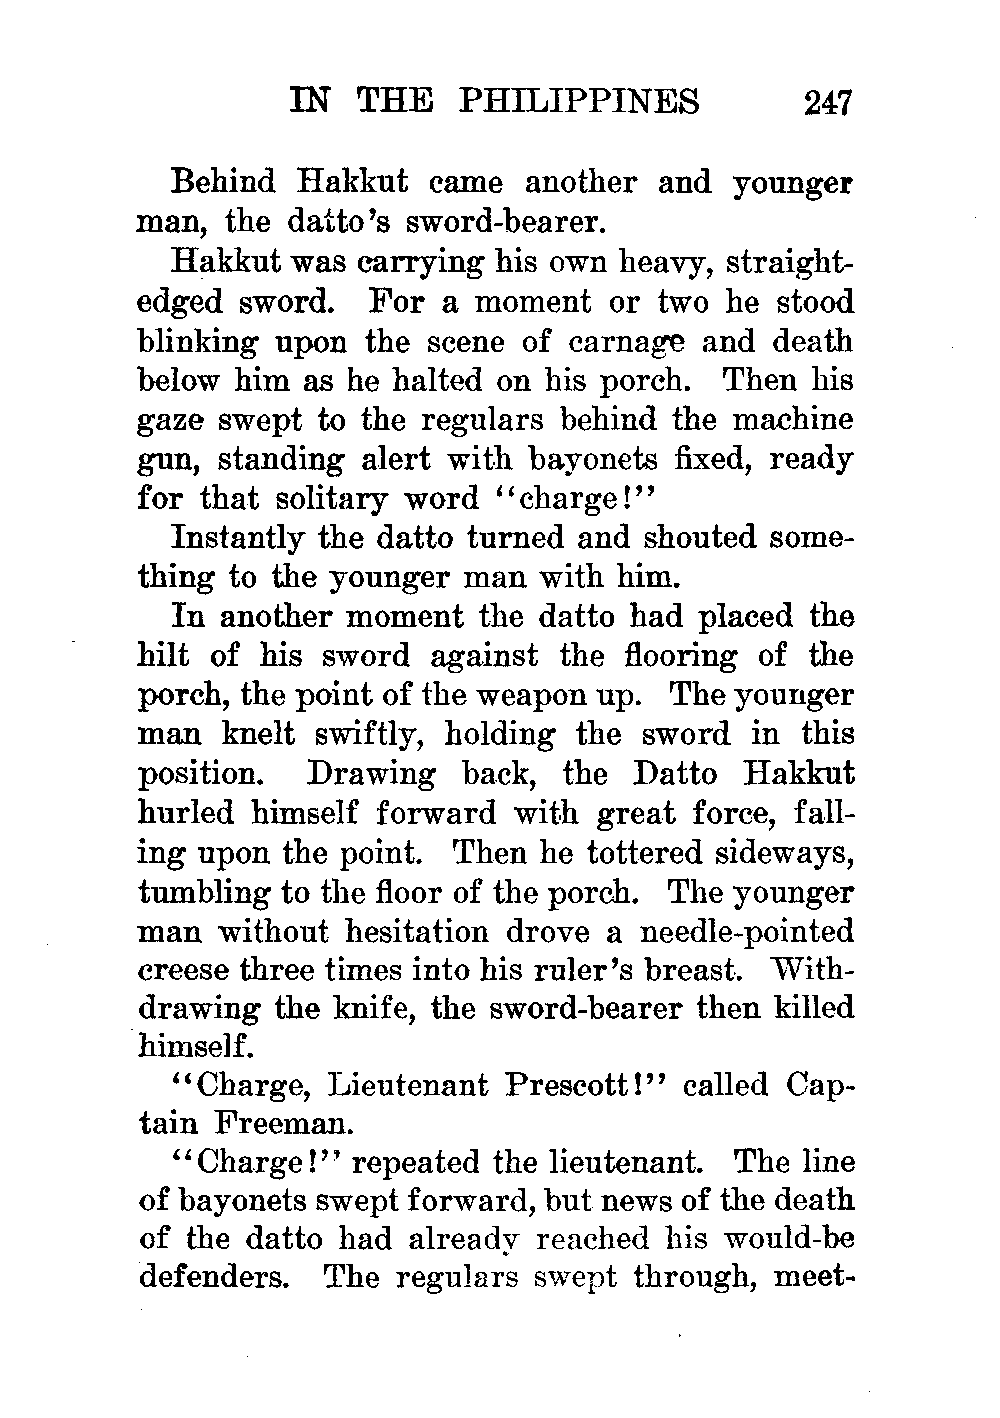 IN THE PHILIPPINES 247
Behind Hakkut came another and younger
man, the datto's sword-bearer.
Hakkut was carrying his own heavy, straight-
edged sword. For a moment or two he stood
blinking upon the scene of carnage and death
below him as he halted on his porch. Then his
gaze swept to the regulars behind the machine
gun, standing alert with bayonets fixed, ready
for that solitary word "charge!"
Instantly the datto turned and shouted some-
thing to the younger man with him.
In another moment the datto had placed the
hilt of his sword against the flooring of the
porch, the point of the weapon up. The younger
man knelt swiftly, holding the sword in this
position. Drawing back, the Datto Hakkut
hurled himself forward with great force, fall-
ing upon the point. Then he tottered sideways,
tumbling to the floor of the porch. The younger
man without hesitation drove a needle-pointed
creese three times into his ruler's breast. With-
drawing the knife, the sword-bearer then killed
himself.
"Charge, Lieutenant Prescott!" called Cap-
tain Freeman.
"Charge!" repeated the lieutenant. The line
of bayonets swept forward, but news of the death
of the datto had already reached his would-be
defenders. The regulars swept through, meet-